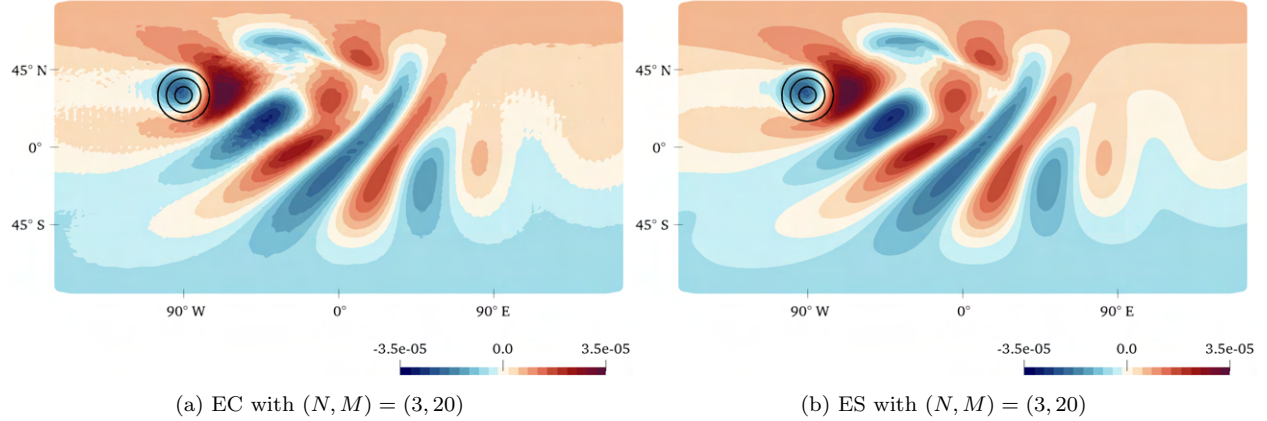 45° N
0°
45° S
90° W
0°
90° E
-3.5e-05
0.0
3.5e-05
(a) EC with (N, M) = (3, 20)
45° N
0°
45° S
90° W
0°
90° E
-3.5e-05
0.0
3.5e-05
(b) ES with (N, M) = (3, 20)